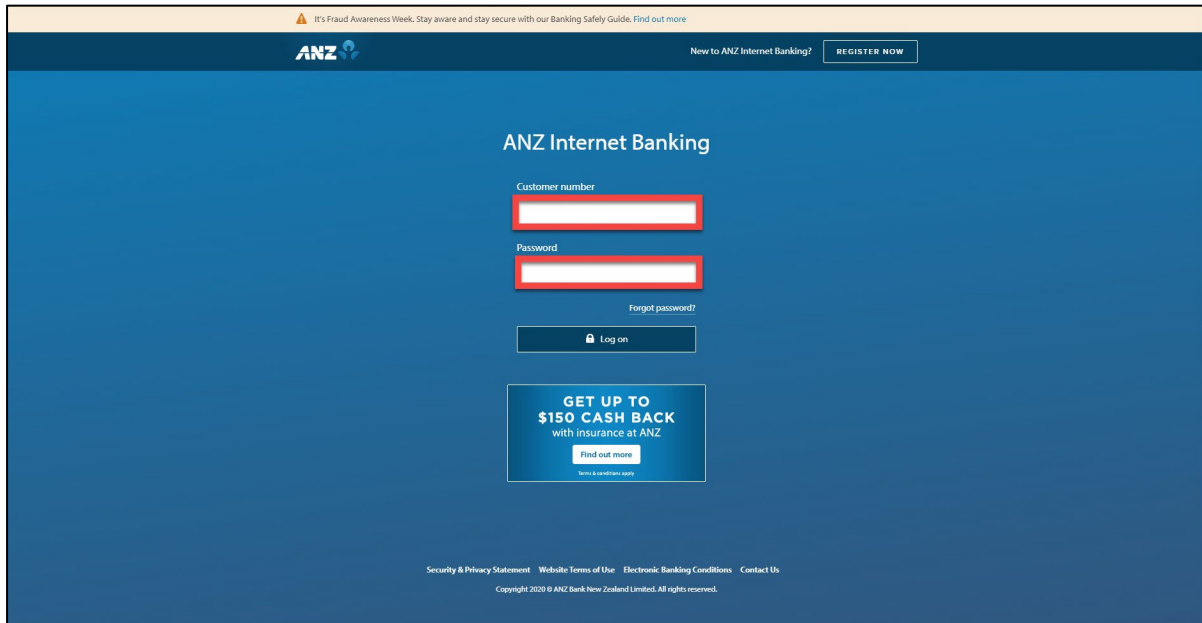 It's Fraud Awareness Week. Stay aware and stay secure with our Banking Safely Guide. Find out more
ANZ
New to ANZ Internet Banking? REGISTER NOW
ANZ Internet Banking
Customer number
Password
Forgot password?
Log on
GET UP TO
$150 CASH BACK
with insurance at ANZ
Find out more
Terms & conditions apply
Security & Privacy Statement Website Terms of Use Electronic Banking Conditions Contact Us
Copyright 2020 © ANZ Bank New Zealand Limited. All rights reserved.